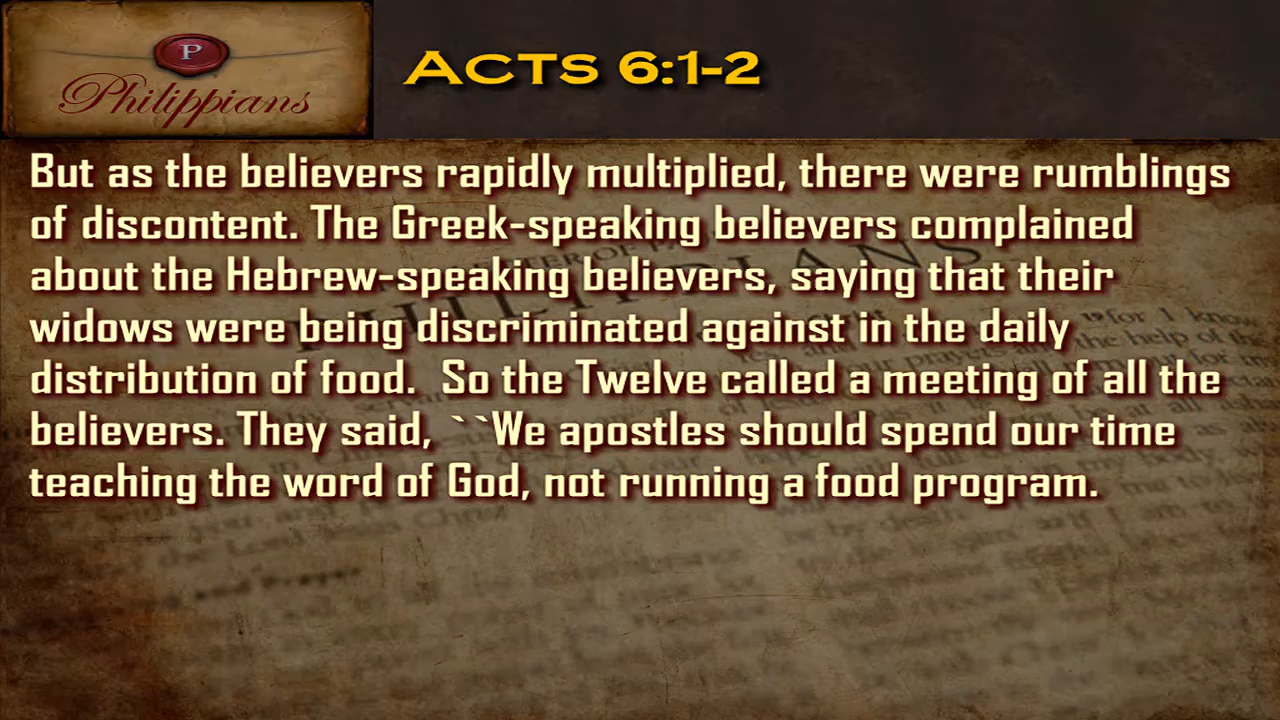 P
Philippians
Acts 6:1-2
But as the believers rapidly multiplied, there were rumblings
of discontent. The Greek-speaking believers complained
about the Hebrew-speaking believers, saying that their
widows were being discriminated against in the daily
distribution of food.  So the Twelve called a meeting of all the
believers. They said, ``We apostles should spend our time
teaching the word of God, not running a food program.